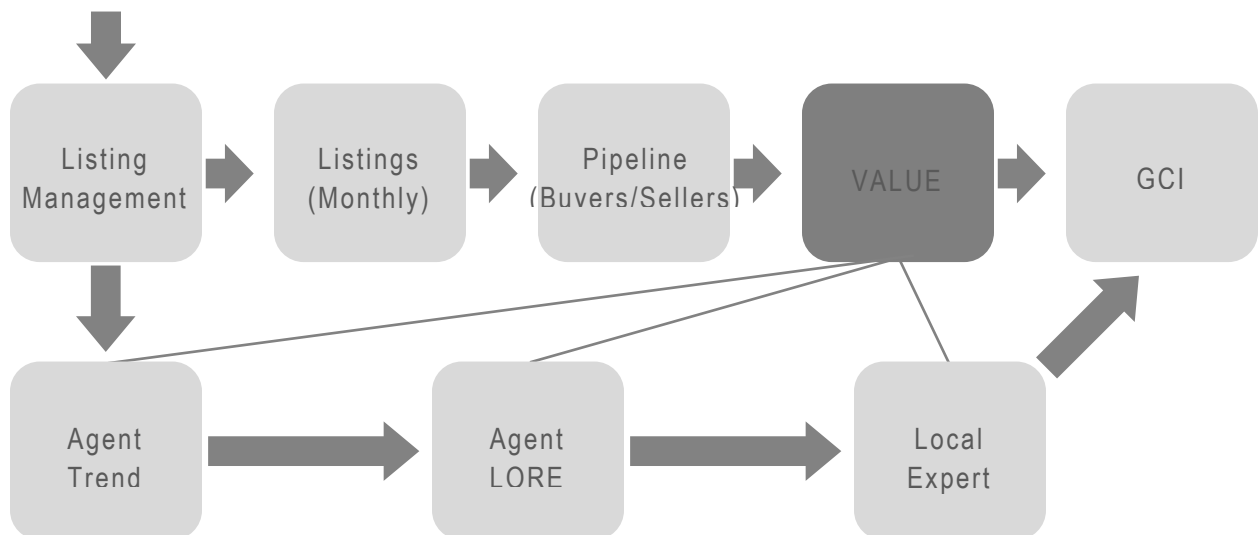 Listing
Management
Listings
(Monthly)
Pipeline
(Buyers/Sellers)
VALUE
GCI
Agent
Trend
Agent
LORE
Local
Expert